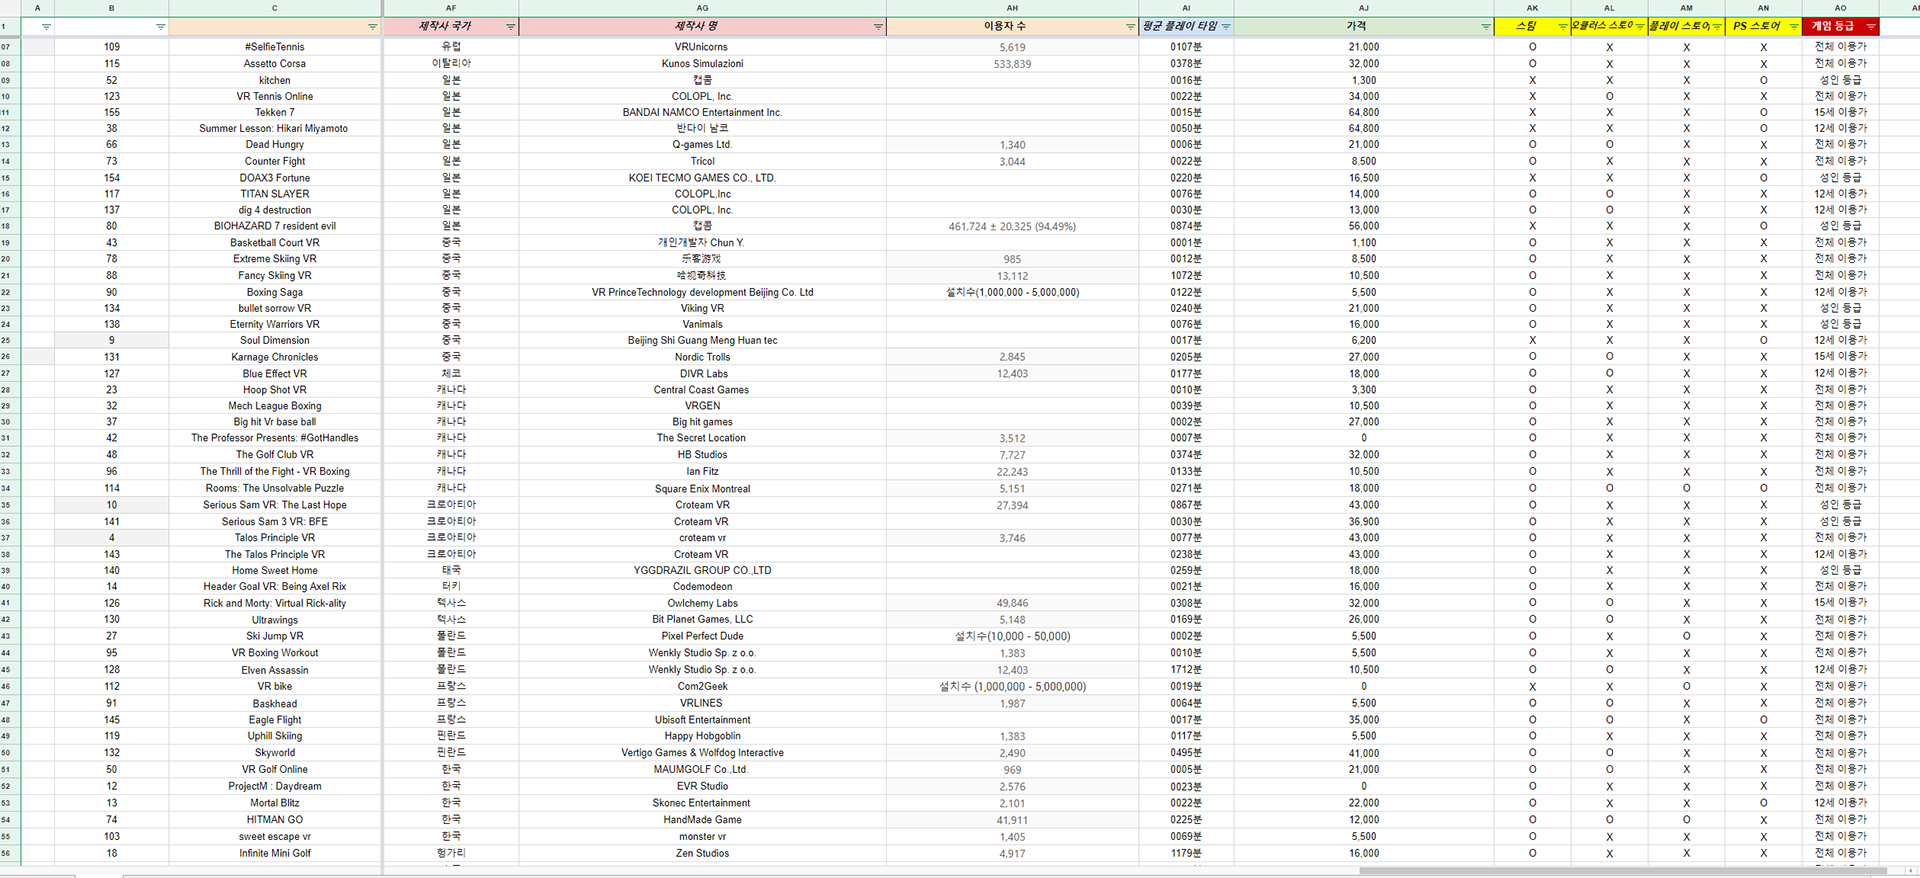 A B C AF AG AH AI AJ AK AL AM AN AO
1 제작사 국가 제작사 명 이용자 수 평균 플레이 타임 가격 스팀 오큘러스 스토어 플레이 스토어 PS 스토어 게임 등급
07 109 #SelfieTennis 유럽 VRUnicorns 5,619 0107분 21,000 O X X X 전체 이용가
08 115 Assetto Corsa 이탈리아 Kunos Simulazioni 533,839 0378분 32,000 O X X X 전체 이용가
09 52 kitchen 일본 캡콤 0016분 1,300 X X X O 성인 등급
10 123 VR Tennis Online 일본 COLOPL, Inc. 0022분 34,000 X O X X 전체 이용가
11 155 Tekken 7 일본 BANDAI NAMCO Entertainment Inc. 0015분 64,800 X X X O 15세 이용가
12 38 Summer Lesson: Hikari Miyamoto 일본 반다이 남코 0050분 64,800 X X X O 12세 이용가
13 66 Dead Hungry 일본 Q-games Ltd. 1,340 0006분 21,000 O O X X 전체 이용가
14 73 Counter Fight 일본 Tricol 3,044 0022분 8,500 O X X X 전체 이용가
15 154 DOAX3 Fortune 일본 KOEI TECMO GAMES CO., LTD. 0220분 16,500 X X X O 성인 등급
16 117 TITAN SLAYER 일본 COLOPL,Inc 0076분 14,000 O O X X 12세 이용가
17 137 dig 4 destruction 일본 COLOPL, Inc. 0030분 13,000 O O X X 12세 이용가
18 80 BIOHAZARD 7 resident evil 일본 캡콤 461,724 ± 20,325 (94.49%) 0874분 56,000 X X X O 성인 등급
19 43 Basketball Court VR 중국 개인개발자 Chun Y. 0001분 1,100 O X X X 전체 이용가
20 78 Extreme Skiing VR 중국 乐客游戏 985 0012분 8,500 O X X X 전체 이용가
21 88 Fancy Skiing VR 중국 哈视奇科技 13,112 1072분 10,500 O X X X 전체 이용가
22 90 Boxing Saga 중국 VR PrinceTechnology development Beijing Co. Ltd 설치수(1,000,000 - 5,000,000) 0122분 5,500 O X X X 12세 이용가
23 134 bullet sorrow VR 중국 Viking VR 0240분 21,000 O X X X 성인 등급
24 138 Eternity Warriors VR 중국 Vanimals 0076분 16,000 O X X X 성인 등급
25 9 Soul Dimension 중국 Beijing Shi Guang Meng Huan tec 0017분 6,200 X X X O 12세 이용가
26 131 Karnage Chronicles 중국 Nordic Trolls 2,845 0205분 27,000 O O X X 15세 이용가
27 127 Blue Effect VR 체코 DIVR Labs 12,403 0177분 18,000 O O X X 12세 이용가
28 23 Hoop Shot VR 캐나다 Central Coast Games 0010분 3,300 O X X X 전체 이용가
29 32 Mech League Boxing 캐나다 VRGEN 0039분 10,500 O X X X 전체 이용가
30 37 Big hit Vr base ball 캐나다 Big hit games 0002분 27,000 O X X X 전체 이용가
31 42 The Professor Presents: #GotHandles 캐나다 The Secret Location 3,512 0007분 0 O X X X 전체 이용가
32 48 The Golf Club VR 캐나다 HB Studios 7,727 0374분 32,000 O X X X 전체 이용가
33 96 The Thrill of the Fight - VR Boxing 캐나다 Ian Fitz 22,243 0133분 10,500 O X X X 전체 이용가
34 114 Rooms: The Unsolvable Puzzle 캐나다 Square Enix Montreal 5,151 0271분 18,000 O O O O 전체 이용가
35 10 Serious Sam VR: The Last Hope 크로아티아 Croteam VR 27,394 0867분 43,000 O X X X 성인 등급
36 141 Serious Sam 3 VR: BFE 크로아티아 Croteam VR 0030분 36,900 O X X X 성인 등급
37 4 Talos Principle VR 크로아티아 croteam vr 3,746 0077분 43,000 O X X X 전체 이용가
38 143 The Talos Principle VR 크로아티아 Croteam VR 0238분 43,000 O X X X 12세 이용가
39 140 Home Sweet Home 태국 YGGDRAZIL GROUP CO.,LTD 0259분 18,000 O X X X 성인 등급
40 14 Header Goal VR: Being Axel Rix 터키 Codemodeon 0021분 16,000 O X X X 전체 이용가
41 126 Rick and Morty: Virtual Rick-ality 텍사스 Owlchemy Labs 49,846 0308분 32,000 O O X X 15세 이용가
42 130 Ultrawings 텍사스 Bit Planet Games, LLC 5,148 0169분 26,000 O O X X 전체 이용가
43 27 Ski Jump VR 폴란드 Pixel Perfect Dude 설치수(10,000 - 50,000) 0002분 5,500 O X O X 전체 이용가
44 95 VR Boxing Workout 폴란드 Wenkly Studio Sp. z o.o. 1,383 0010분 5,500 O X X X 전체 이용가
45 128 Elven Assassin 폴란드 Wenkly Studio Sp. z o.o. 12,403 1712분 10,500 O O X X 12세 이용가
46 112 VR bike 프랑스 Com2Geek 설치수 (1,000,000 - 5,000,000) 0019분 0 X X O X 전체 이용가
47 91 Baskhead 프랑스 VRLINES 1,987 0064분 5,500 O O X X 전체 이용가
48 145 Eagle Flight 프랑스 Ubisoft Entertainment 0017분 35,000 O O X O 전체 이용가
49 119 Uphill Skiing 핀란드 Happy Hobgoblin 1,383 0117분 5,500 O X X X 전체 이용가
50 132 Skyworld 핀란드 Vertigo Games & Wolfdog Interactive 2,490 0495분 41,000 O O X X 전체 이용가
51 50 VR Golf Online 한국 MAUMGOLF Co.,Ltd. 969 0005분 21,000 O O X X 전체 이용가
52 12 ProjectM : Daydream 한국 EVR Studio 2,576 0023분 0 O O X X 전체 이용가
53 13 Mortal Blitz 한국 Skonec Entertainment 2,101 0022분 22,000 O X X O 12세 이용가
54 74 HITMAN GO 한국 HandMade Game 41,911 0225분 12,000 O O O X 전체 이용가
55 103 sweet escape vr 한국 monster vr 1,405 0069분 5,500 O X X X 전체 이용가
56 18 Infinite Mini Golf 헝가리 Zen Studios 4,917 1179분 16,000 O X X X 전체 이용가